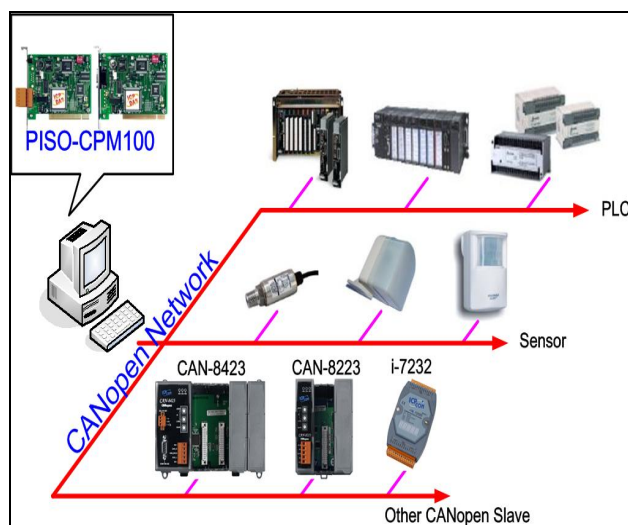 PISO-CPM100
PLC
CANopen Network
Sensor
CAN-8423
CAN-8223
i-7232
Other CANopen Slave